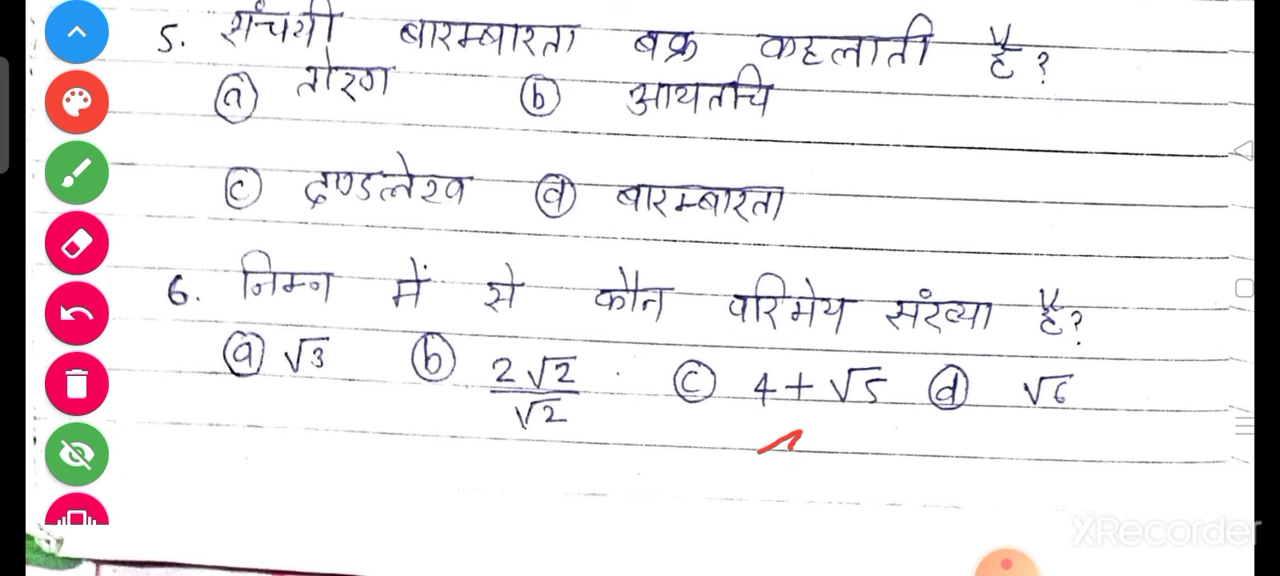 5. संचयी बारम्बारता बक्र कहलाती है?
(a) तोरण (b) आयतचि
(c) दण्डलेख (d) बारम्बारता
6. निम्न में से कौन परिमेय संख्या है?
(a) √3 (b) 2√2/√2 (c) 4+√5 (d) √6
XRecorder